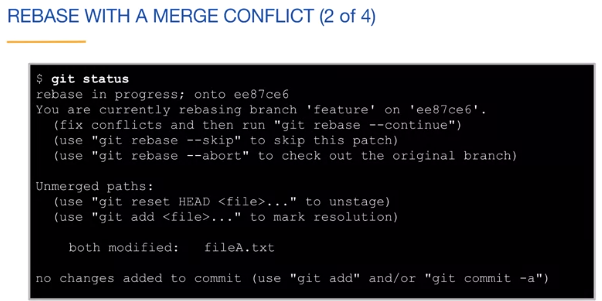 REBASE WITH A MERGE CONFLICT (2 of 4)
$ git status
rebase in progress; onto ee87ce6
You are currently rebasing branch 'feature' on 'ee87ce6'.
(fix conflicts and then run "git rebase --continue")
(use "git rebase --skip" to skip this patch)
(use "git rebase --abort" to check out the original branch)
Unmerged paths:
(use "git reset HEAD <file>..." to unstage)
(use "git add <file>..." to mark resolution)
both modified: fileA.txt
no changes added to commit (use "git add" and/or "git commit -a")